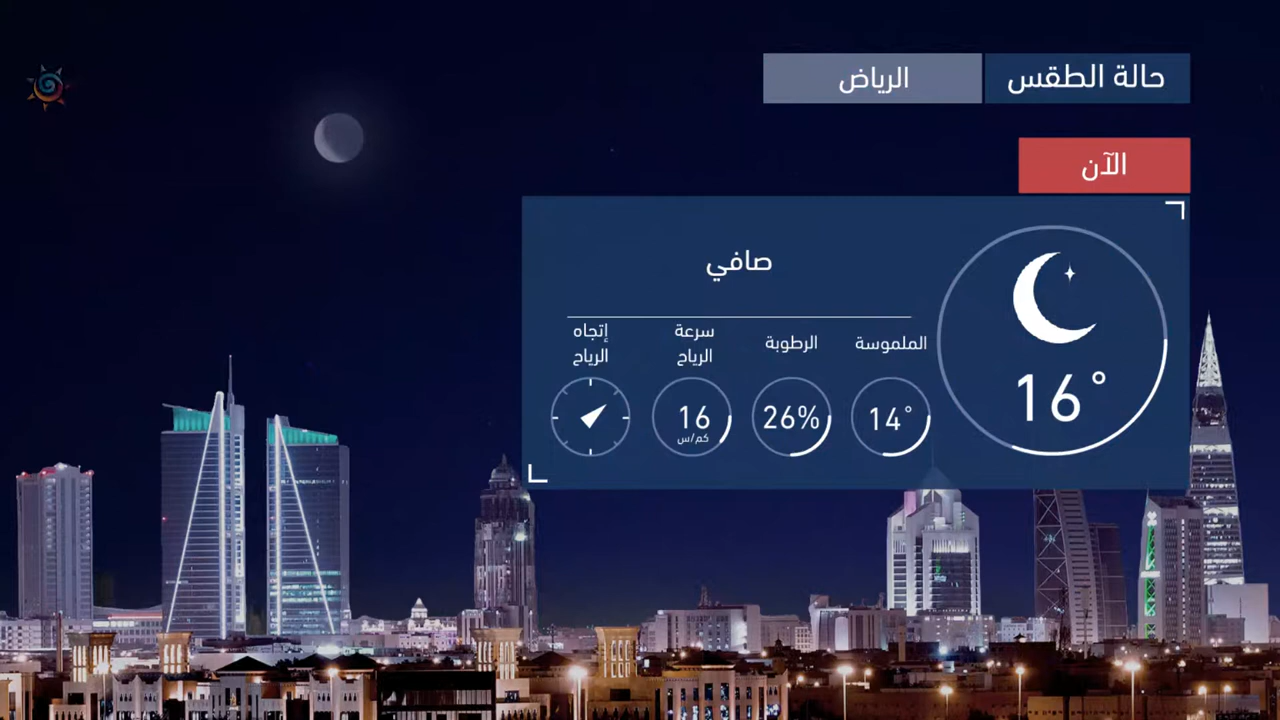 حالة الطقس
الرياض
الآن
صافي
16°
الملموسة
14°
الرطوبة
26%
سرعة
الرياح
16
كم/س
إتجاه
الرياح